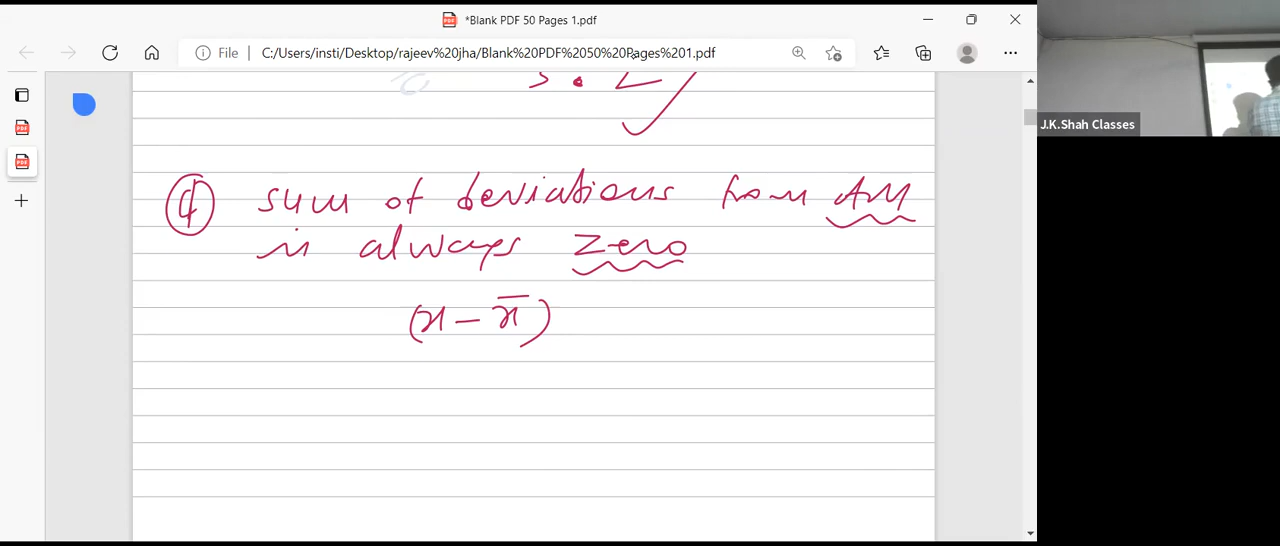 *Blank PDF 50 Pages 1.pdf
File C:/Users/insti/Desktop/rajeev%20jha/Blank%20PDF%2050%20Pages%201.pdf
J.K.Shah Classes
④ sum of deviations from AM
is always zero
(x - x̄)